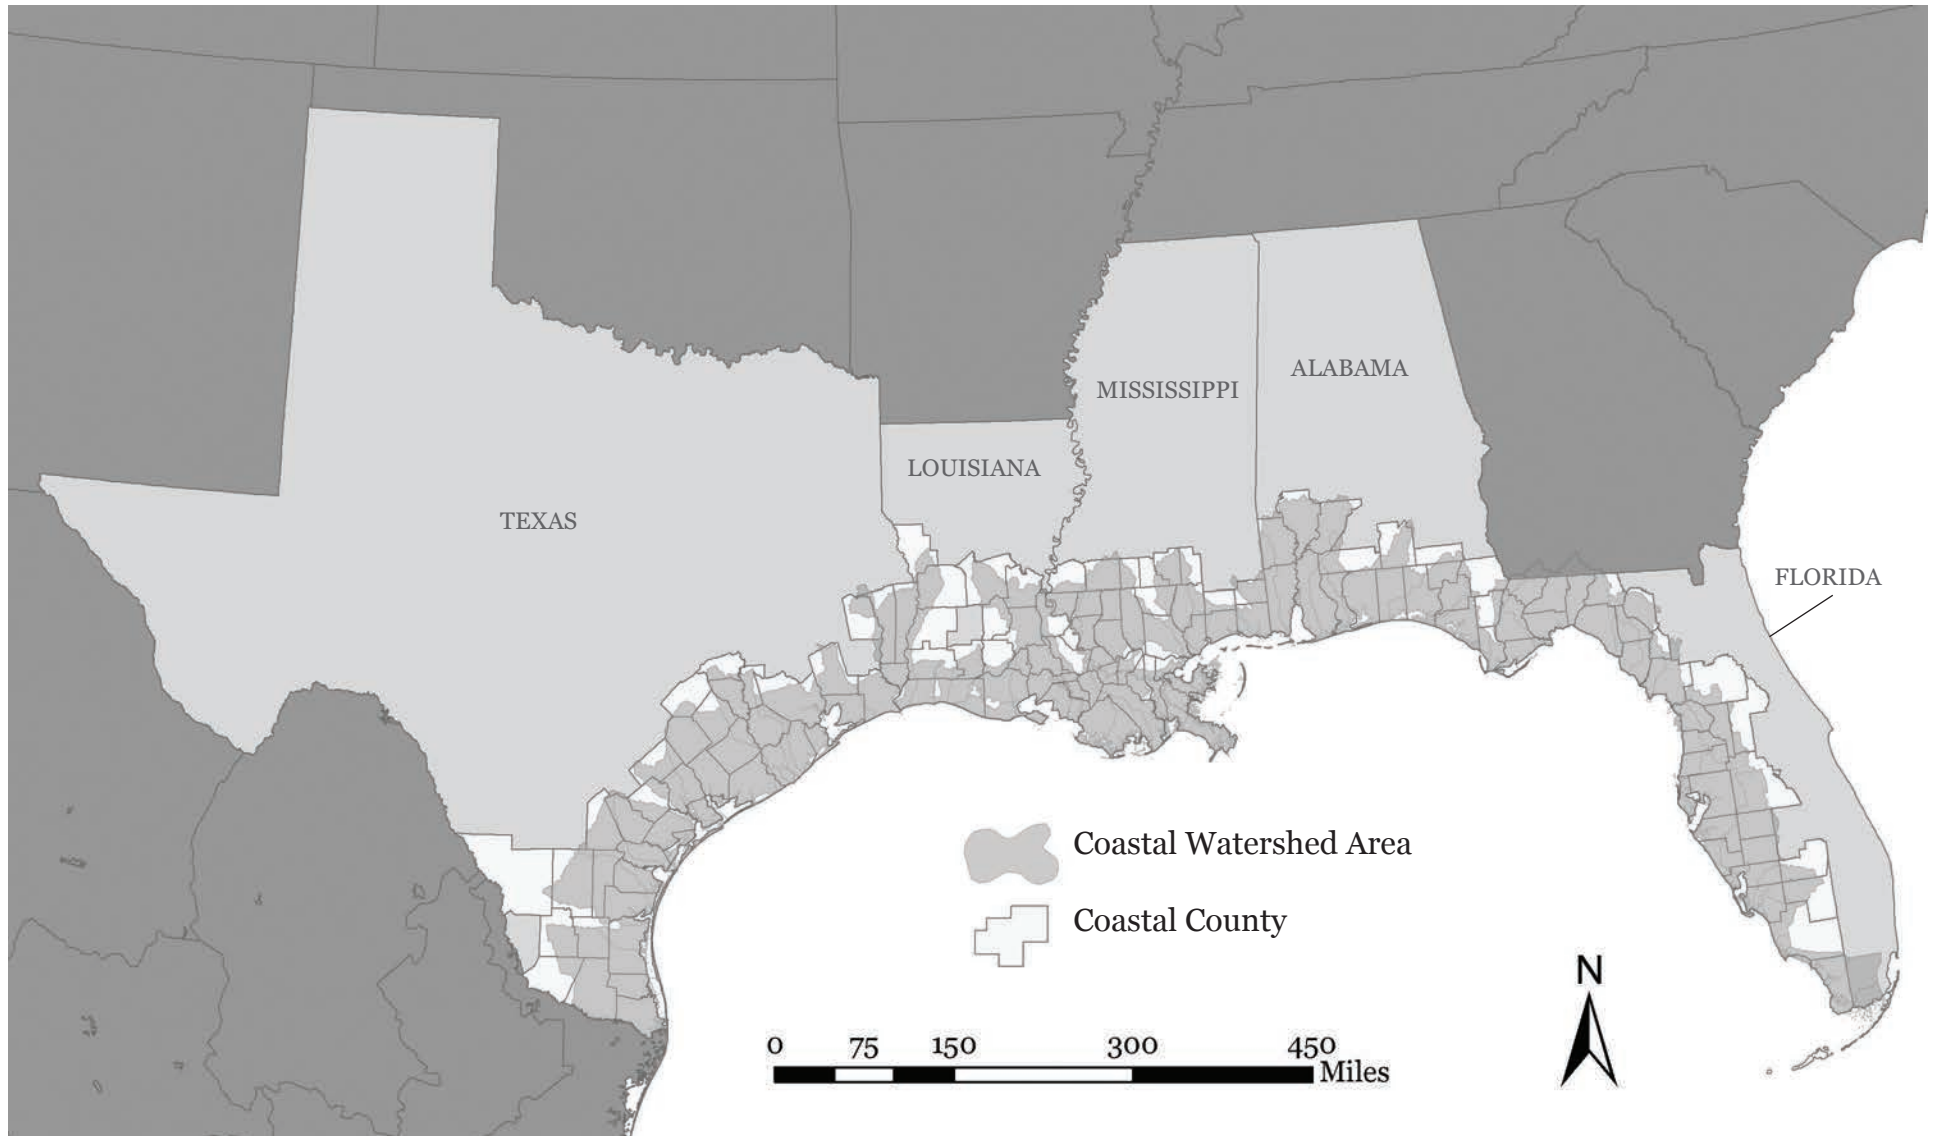 ALABAMA
MISSISSIPPI
LOUISIANA
TEXAS
FLORIDA
Coastal Watershed Area
Coastal County
N
0 75 150 300 450
Miles